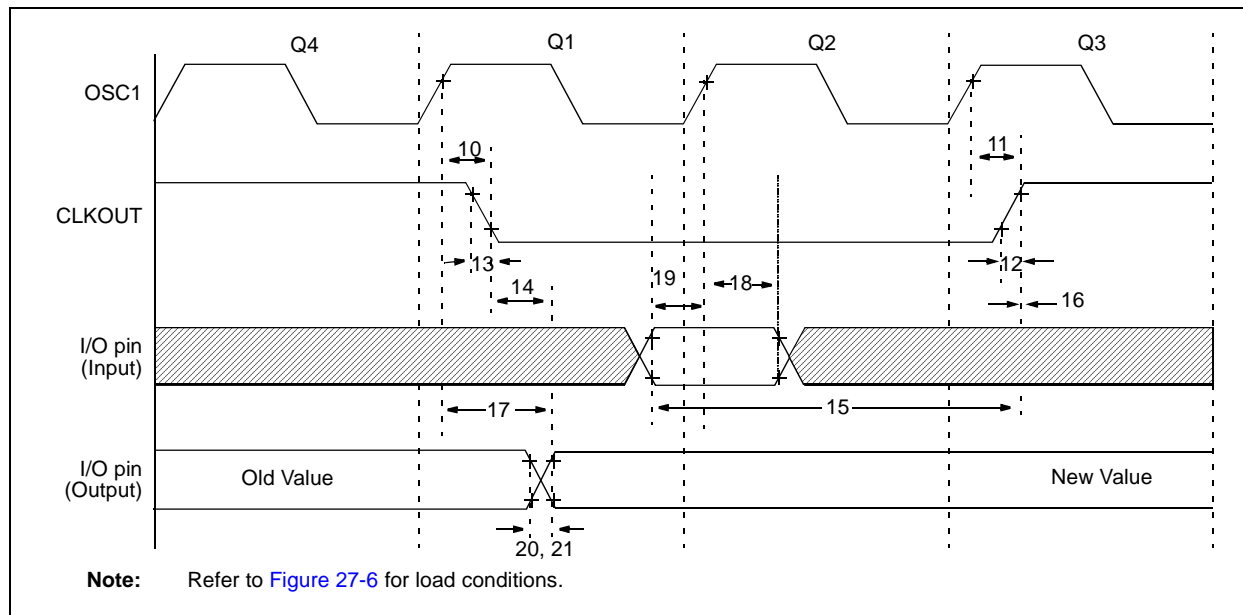 Q4 Q1 Q2 Q3
OSC1
10 11
CLKOUT
13 19 18 12
14 16
I/O pin
(Input)
17 15
I/O pin
(Output)
Old Value New Value
20, 21
Note: Refer to Figure 27-6 for load conditions.